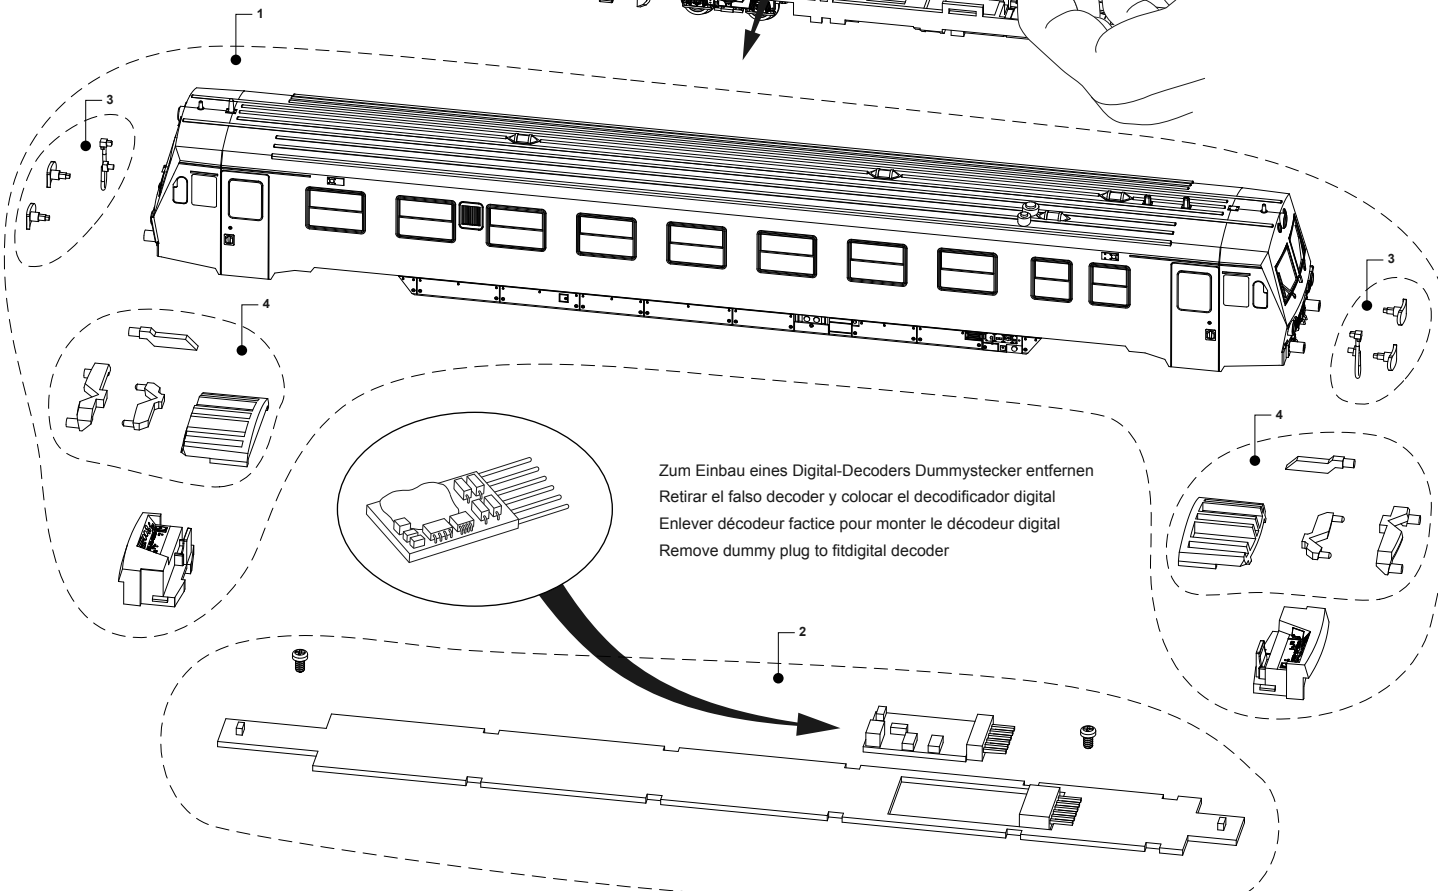 1
3
3
4
4
Zum Einbau eines Digital-Decoders Dummystecker entfernen
Retirar el falso decoder y colocar el decodificador digital
Enlever décodeur factice pour monter le décodeur digital
Remove dummy plug to fitdigital decoder
2